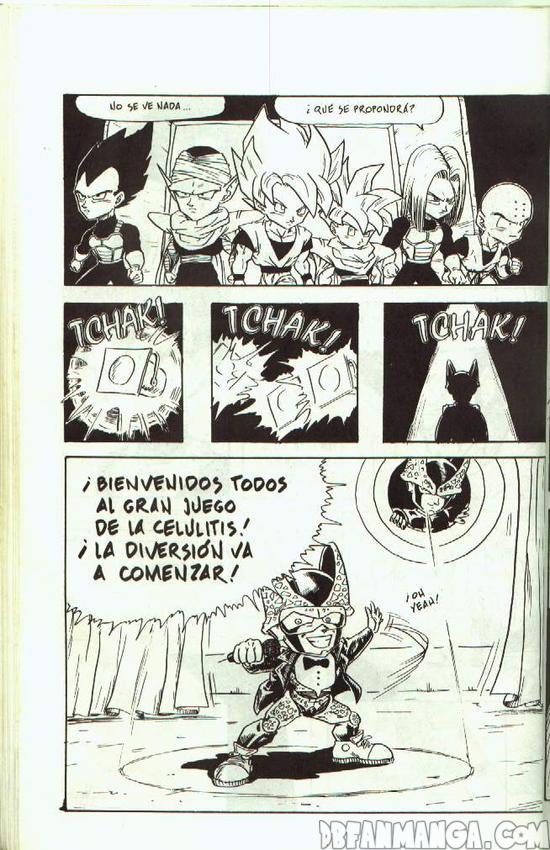 NO SE VE NADA...
¿QUÉ SE PROPONDRÁ?
TCHAK!
TCHAK!
TCHAK!
¡BIENVENIDOS TODOS
AL GRAN JUEGO
DE LA CELULITIS!
¡LA DIVERSIÓN VA
A COMENZAR!
¡OH
YEAH!
DBFANMANGA.COM